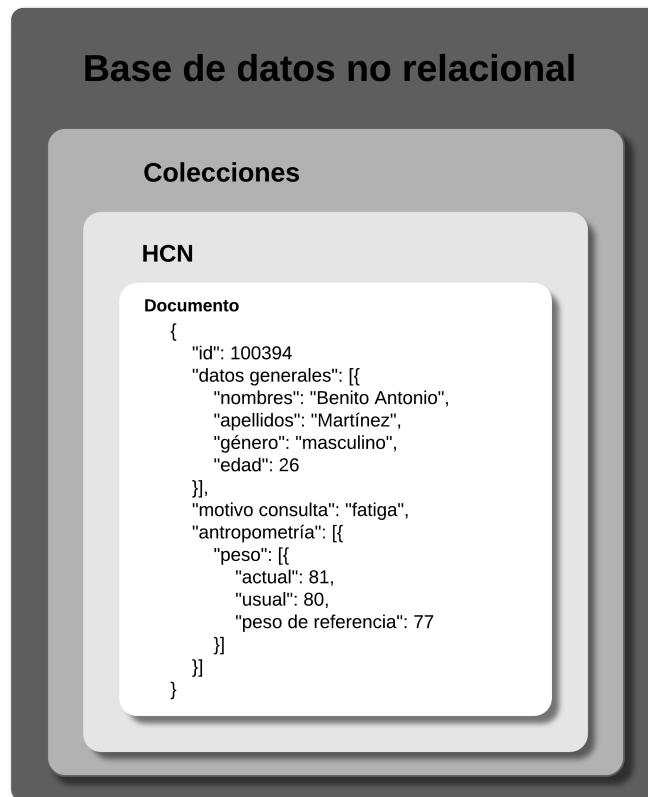 Base de datos no relacional
Colecciones
HCN
Documento
{
"id": 100394
"datos generales": [{
"nombres": "Benito Antonio",
"apellidos": "Martínez",
"género": "masculino",
"edad": 26
}],
"motivo consulta": "fatiga",
"antropometría": [{
"peso": [{
"actual": 81,
"usual": 80,
"peso de referencia": 77
}]
}]
}